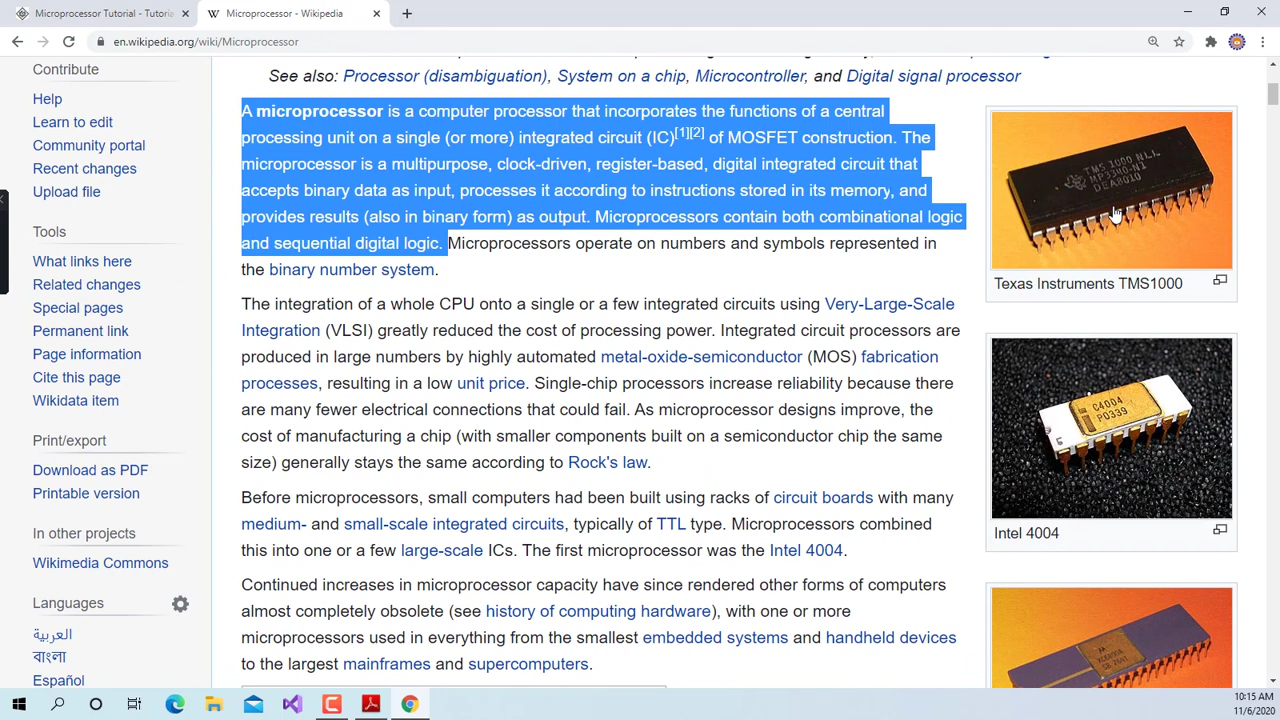 Microprocessor Tutorial - Tutoria
Microprocessor - Wikipedia
en.wikipedia.org/wiki/Microprocessor
Contribute
Help
Learn to edit
Community portal
Recent changes
Upload file
Tools
What links here
Related changes
Special pages
Permanent link
Page information
Cite this page
Wikidata item
Print/export
Download as PDF
Printable version
In other projects
Wikimedia Commons
Languages
العربية
বাংলা
Español
See also: Processor (disambiguation), System on a chip, Microcontroller, and Digital signal processor
A microprocessor is a computer processor that incorporates the functions of a central
processing unit on a single (or more) integrated circuit (IC)[1][2] of MOSFET construction. The
microprocessor is a multipurpose, clock-driven, register-based, digital integrated circuit that
accepts binary data as input, processes it according to instructions stored in its memory, and
provides results (also in binary form) as output. Microprocessors contain both combinational logic
and sequential digital logic. Microprocessors operate on numbers and symbols represented in
the binary number system.
The integration of a whole CPU onto a single or a few integrated circuits using Very-Large-Scale
Integration (VLSI) greatly reduced the cost of processing power. Integrated circuit processors are
produced in large numbers by highly automated metal-oxide-semiconductor (MOS) fabrication
processes, resulting in a low unit price. Single-chip processors increase reliability because there
are many fewer electrical connections that could fail. As microprocessor designs improve, the
cost of manufacturing a chip (with smaller components built on a semiconductor chip the same
size) generally stays the same according to Rock's law.
Before microprocessors, small computers had been built using racks of circuit boards with many
medium- and small-scale integrated circuits, typically of TTL type. Microprocessors combined
this into one or a few large-scale ICs. The first microprocessor was the Intel 4004.
Continued increases in microprocessor capacity have since rendered other forms of computers
almost completely obsolete (see history of computing hardware), with one or more
microprocessors used in everything from the smallest embedded systems and handheld devices
to the largest mainframes and supercomputers.
TMS 1000 NLL
MP3300-N1
DEA8010
Texas Instruments TMS1000
C4004
P0339
Intel 4004
10:15 AM
11/6/2020